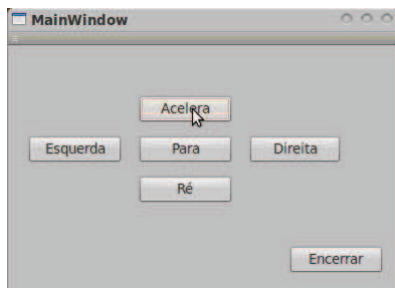 MainWindow
Acelera
Esquerda Para Direita
Ré
Encerrar